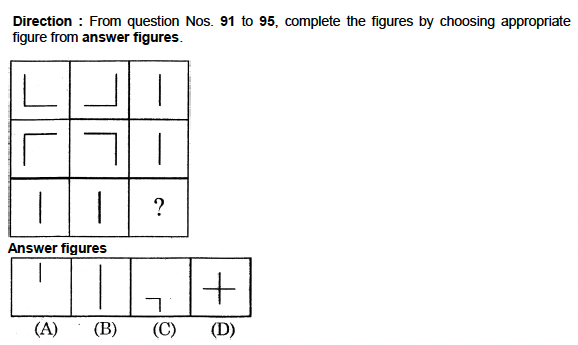 Direction : From question Nos. 91 to 95, complete the figures by choosing appropriate
figure from answer figures.
?
Answer figures
(A) (B) (C) (D)